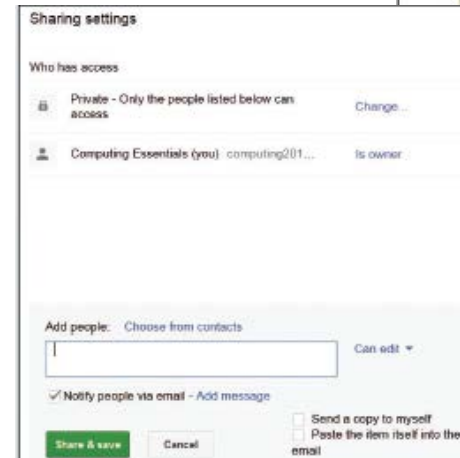 Sharing settings
Who has access
Private - Only the people listed below can
access
Change...
Computing Essentials (you) computing201...
Is owner
Add people: Choose from contacts
Can edit
Notify people via email - Add message
Send a copy to myself
Paste the item itself into the
email
Share & save
Cancel